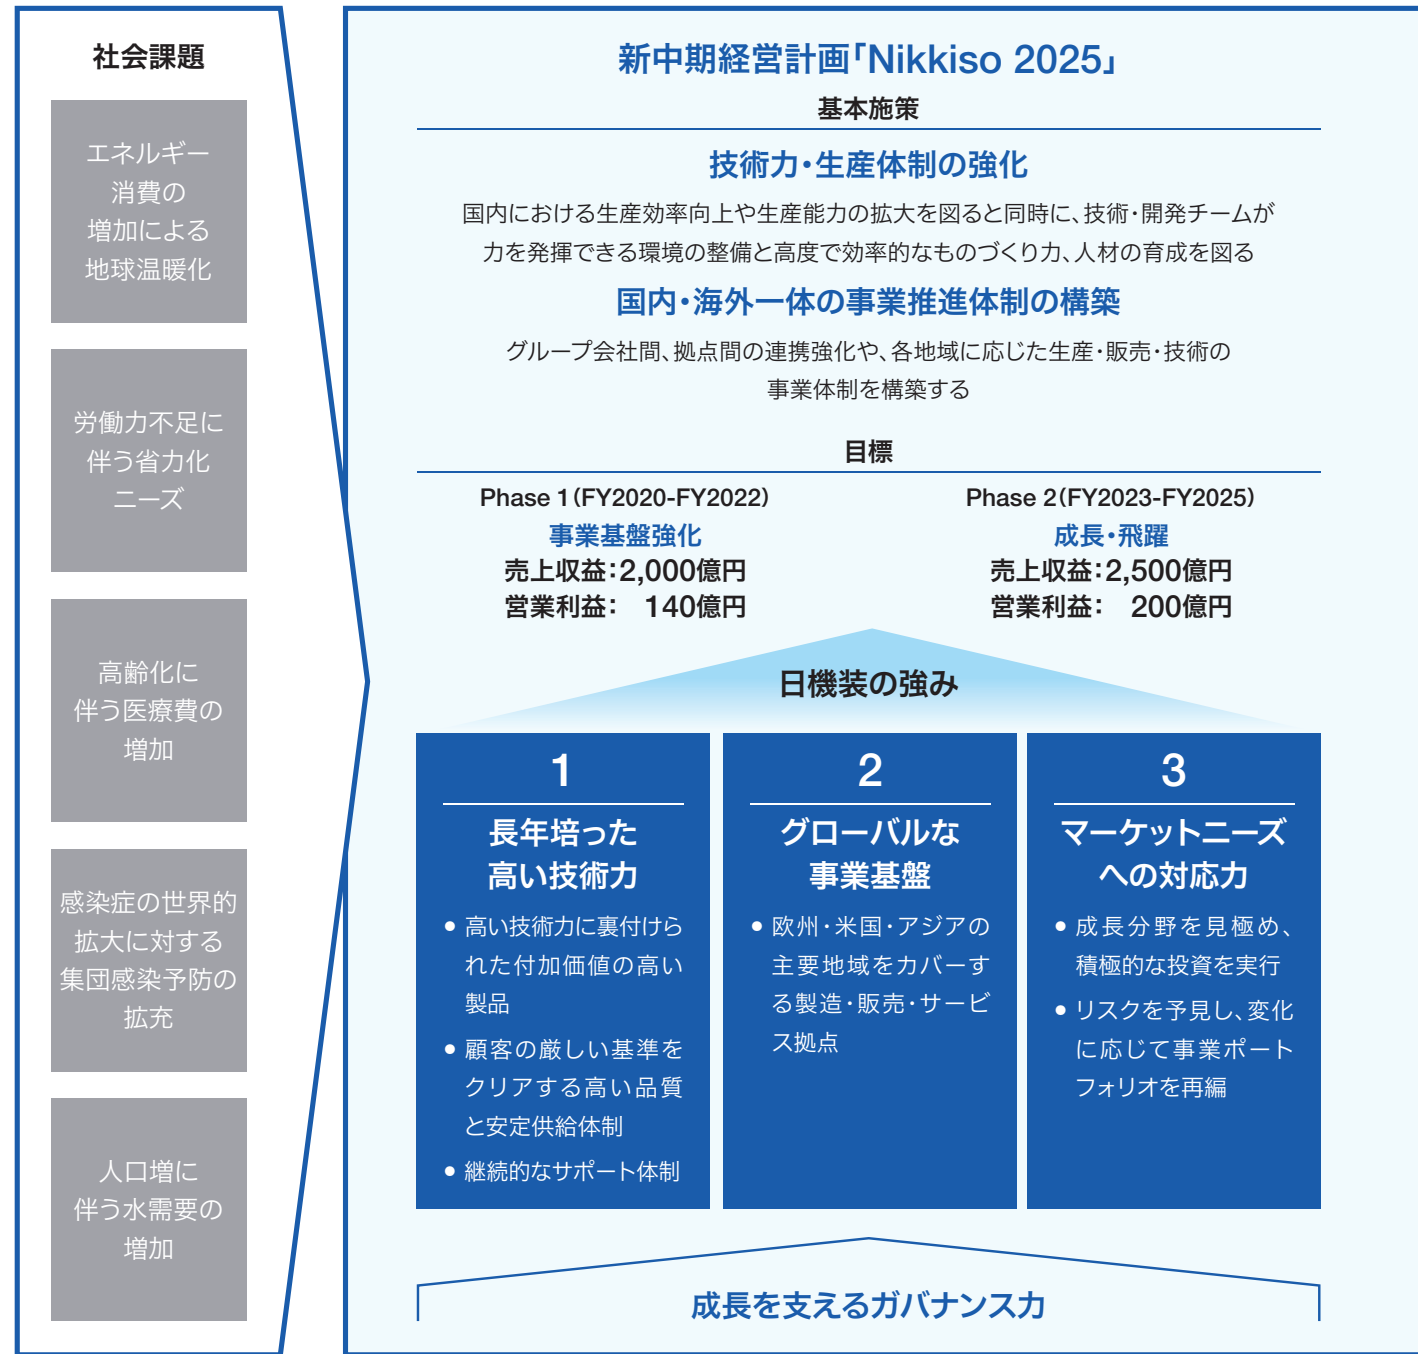 社会課題
エネルギー
消費の
増加による
地球温暖化
労働力不足に
伴う省力化
ニーズ
高齢化に
伴う医療費の
増加
感染症の世界的
拡大に対する
集団感染予防の
拡充
人口増に
伴う水需要の
増加
新中期経営計画「Nikkiso 2025」
基本施策
技術力・生産体制の強化
国内における生産効率向上や生産能力の拡大を図ると同時に、技術・開発チームが
力を発揮できる環境の整備と高度で効率的なものづくり力、人材の育成を図る
国内・海外一体の事業推進体制の構築
グループ会社間、拠点間の連携強化や、各地域に応じた生産・販売・技術の
事業体制を構築する
目標
Phase 1（FY2020-FY2022）
事業基盤強化
売上収益：2,000億円
営業利益：　140億円
Phase 2（FY2023-FY2025）
成長・飛躍
売上収益：2,500億円
営業利益：　200億円
日機装の強み
1
長年培った
高い技術力
● 高い技術力に裏付けら
れた付加価値の高い
製品
● 顧客の厳しい基準を
クリアする高い品質
と安定供給体制
● 継続的なサポート体制
2
グローバルな
事業基盤
● 欧州・米国・アジアの
主要地域をカバーす
る製造・販売・サービ
ス拠点
3
マーケットニーズ
への対応力
● 成長分野を見極め、
積極的な投資を実行
● リスクを予見し、変化
に応じて事業ポート
フォリオを再編
成長を支えるガバナンス力